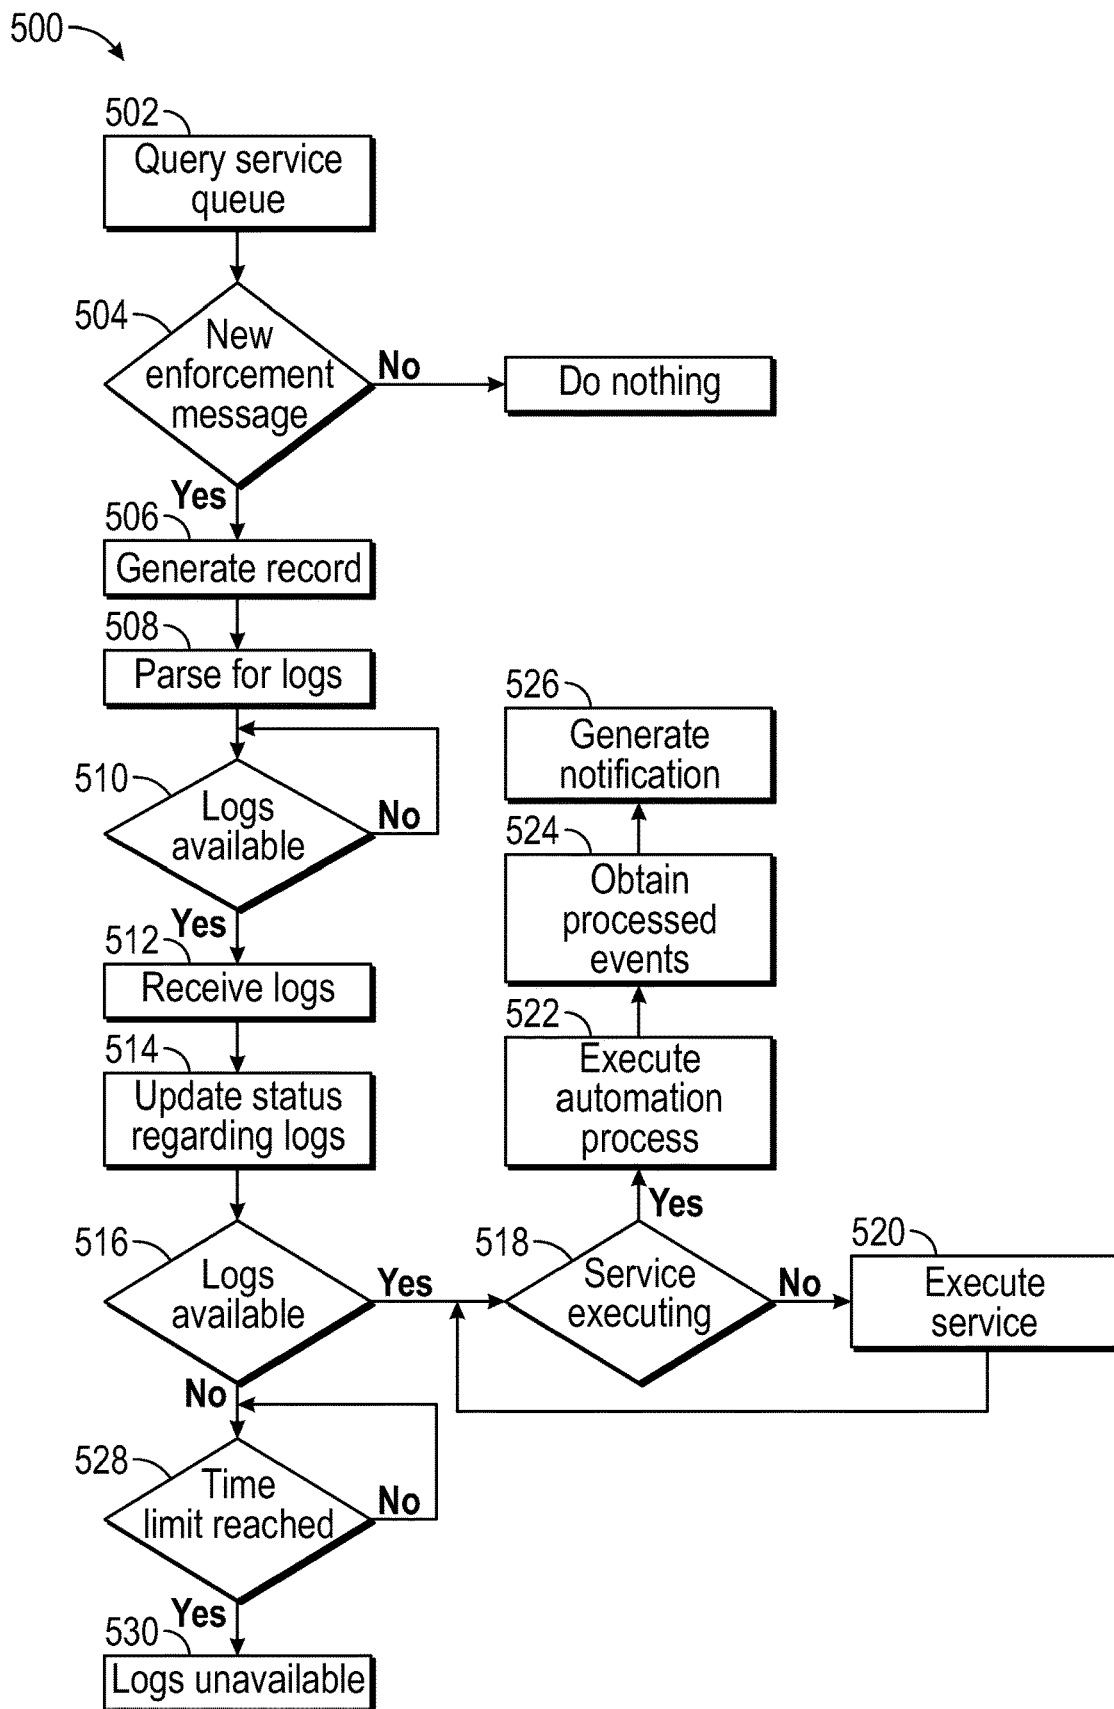 500
502
Query service
queue
504
New
enforcement
message
No
Do nothing
Yes
506
Generate record
508
Parse for logs
510
Logs
available
No
Yes
512
Receive logs
514
Update status
regarding logs
516
Logs
available
Yes
No
518
Service
executing
No
520
Execute
service
Yes
522
Execute
automation
process
524
Obtain
processed
events
526
Generate
notification
528
Time
limit reached
No
Yes
530
Logs unavailable